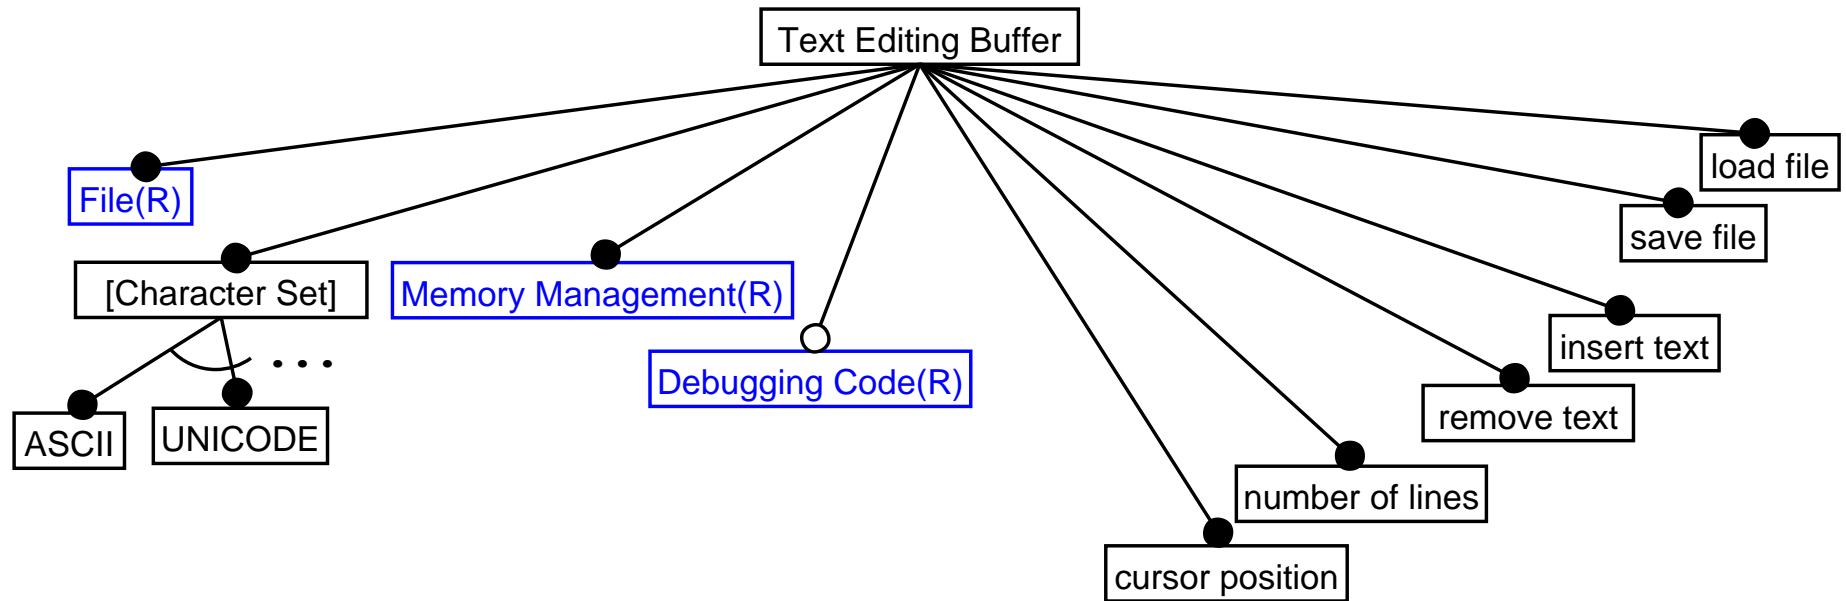 Text Editing Buffer
load file
File(R)
save file
[Character Set]
Memory Management(R)
insert text
Debugging Code(R)
remove text
ASCII
UNICODE
number of lines
cursor position